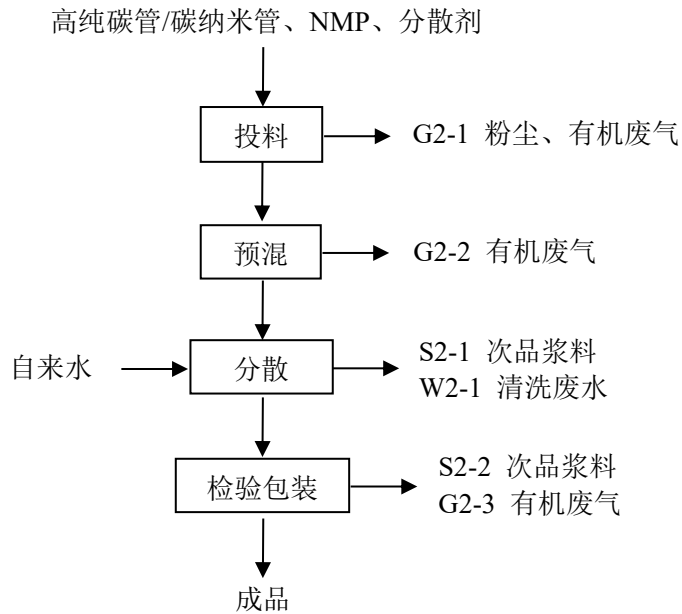 高纯碳管/碳纳米管、NMP、分散剂
投料
G2-1 粉尘、有机废气
预混
G2-2 有机废气
自来水
分散
S2-1 次品浆料
W2-1 清洗废水
检验包装
S2-2 次品浆料
G2-3 有机废气
成品